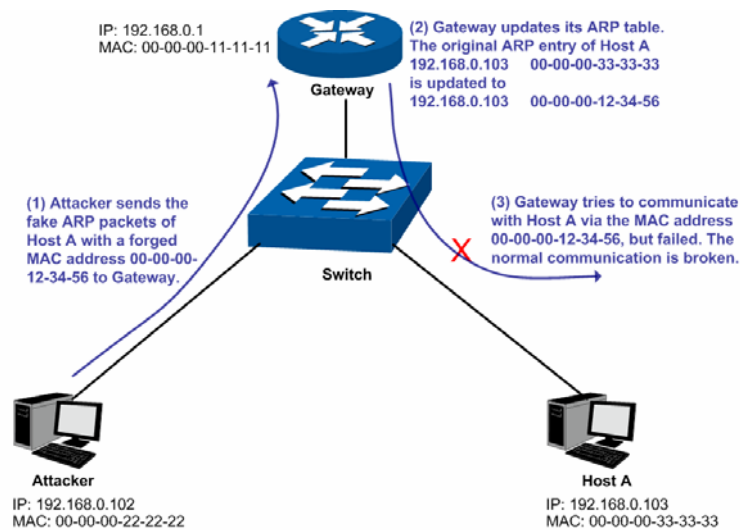 IP: 192.168.0.1
MAC: 00-00-00-11-11-11
Gateway
(2) Gateway updates its ARP table.
The original ARP entry of Host A
192.168.0.103 00-00-00-33-33-33
is updated to
192.168.0.103 00-00-00-12-34-56
(1) Attacker sends the
fake ARP packets of
Host A with a forged
MAC address 00-00-00-
12-34-56 to Gateway.
Switch
(3) Gateway tries to communicate
with Host A via the MAC address
00-00-00-12-34-56, but failed. The
normal communication is broken.
X
Attacker
IP: 192.168.0.102
MAC: 00-00-00-22-22-22
Host A
IP: 192.168.0.103
MAC: 00-00-00-33-33-33